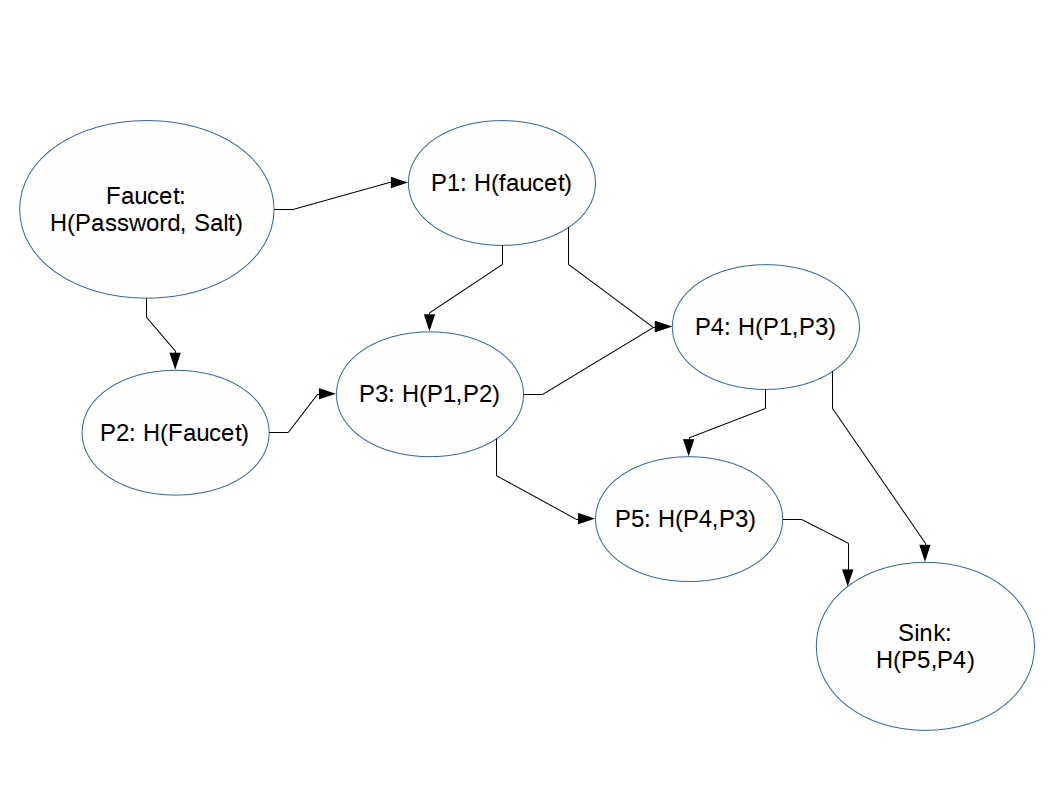 Faucet:
H(Password, Salt)
P1: H(faucet)
P4: H(P1,P3)
P3: H(P1,P2)
P2: H(Faucet)
P5: H(P4,P3)
Sink:
H(P5,P4)